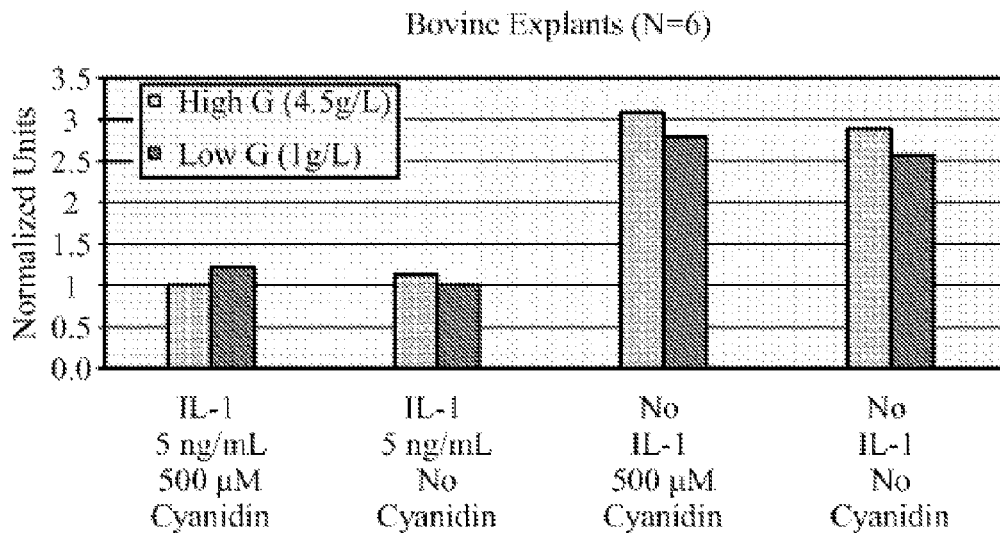 Bovine Explants (N=6)
Normalized Units
3.5
3
2.5
2
1.5
1
0.5
0.0
High G (4.5g/L)
Low G (1g/L)
IL-1
5 ng/mL
500 µM
Cyanidin
IL-1
5 ng/mL
No
Cyanidin
No
IL-1
500 µM
Cyanidin
No
IL-1
No
Cyanidin